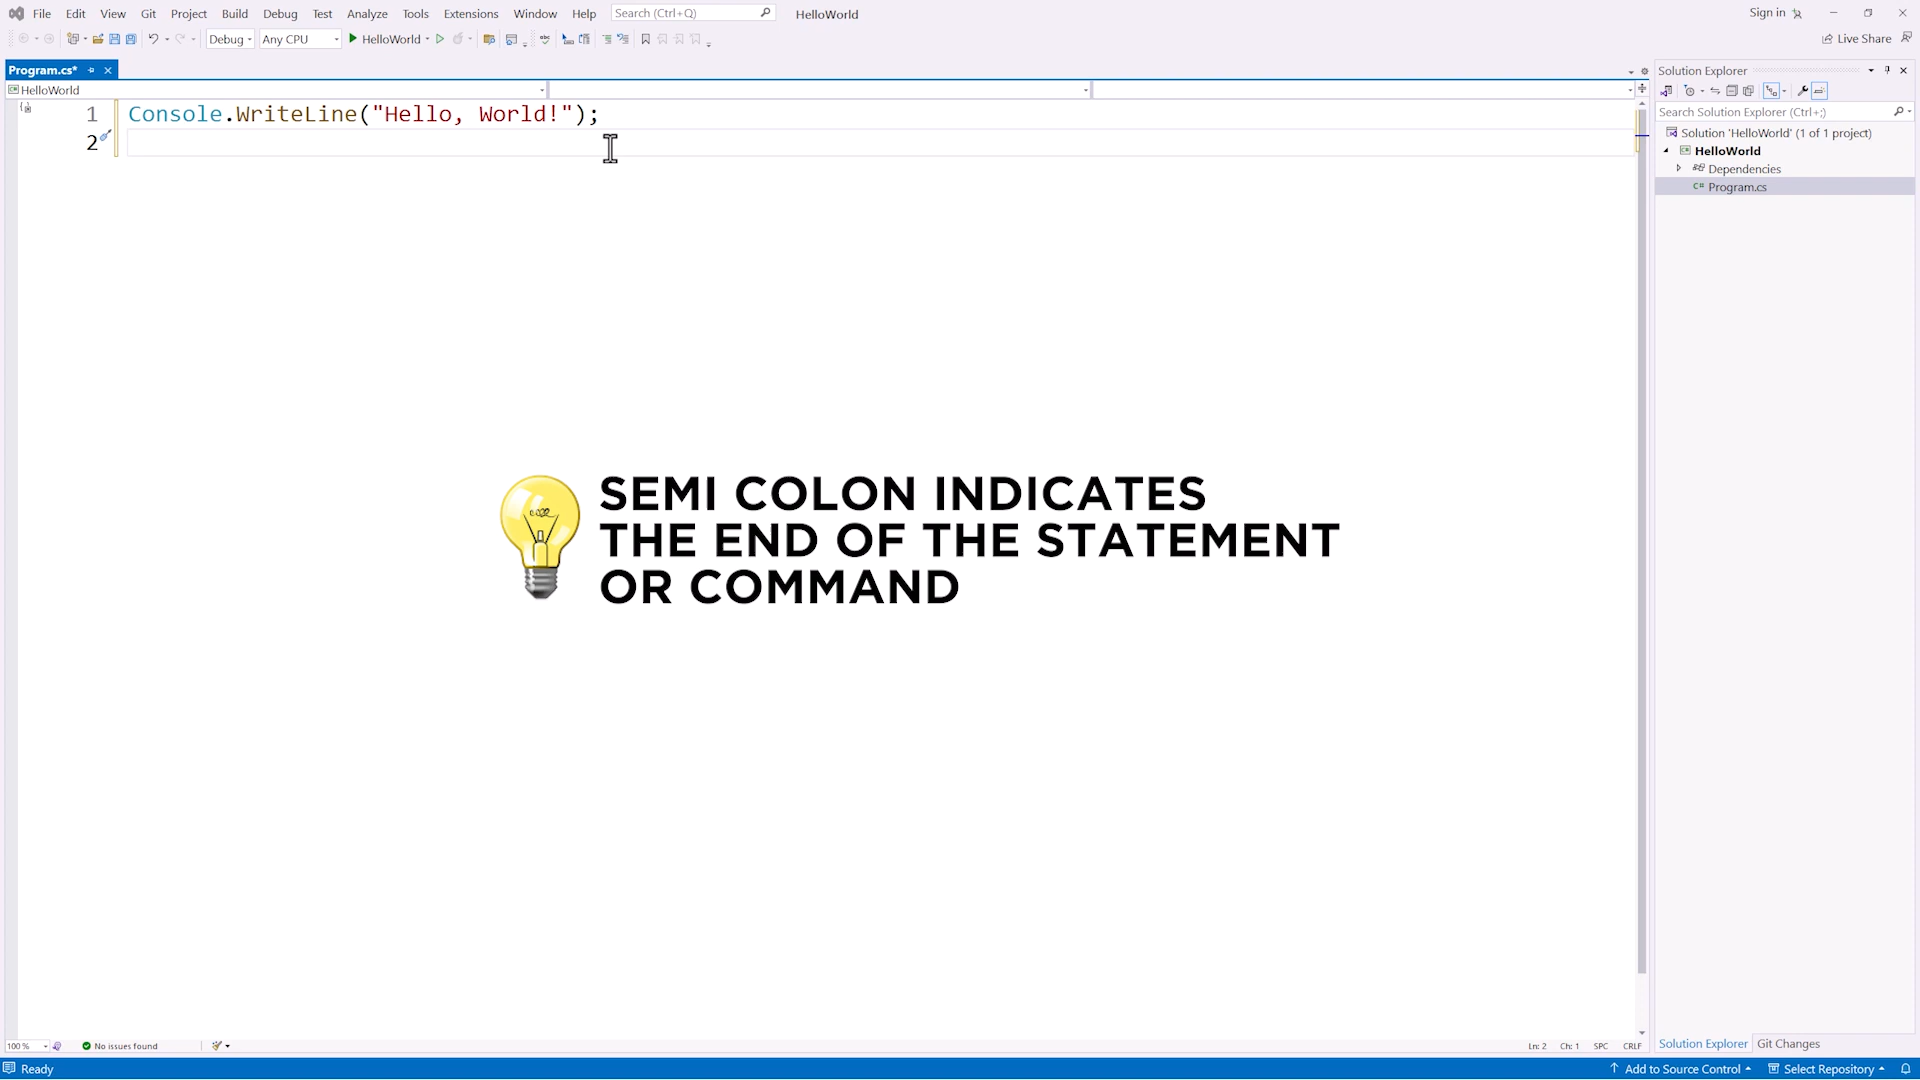 File Edit View Git Project Build Debug Test Analyze Tools Extensions Window Help Search (Ctrl+Q) HelloWorld Sign in
Debug Any CPU HelloWorld Live Share
Program.cs*
HelloWorld
1 Console.WriteLine("Hello, World!");
2
Solution Explorer
Search Solution Explorer (Ctrl+;)
Solution 'HelloWorld' (1 of 1 project)
HelloWorld
Dependencies
C# Program.cs
SEMI COLON INDICATES
THE END OF THE STATEMENT
OR COMMAND
100 % No issues found Ln: 2 Ch: 1 SPC CRLF
Solution Explorer Git Changes
Ready Add to Source Control Select Repository